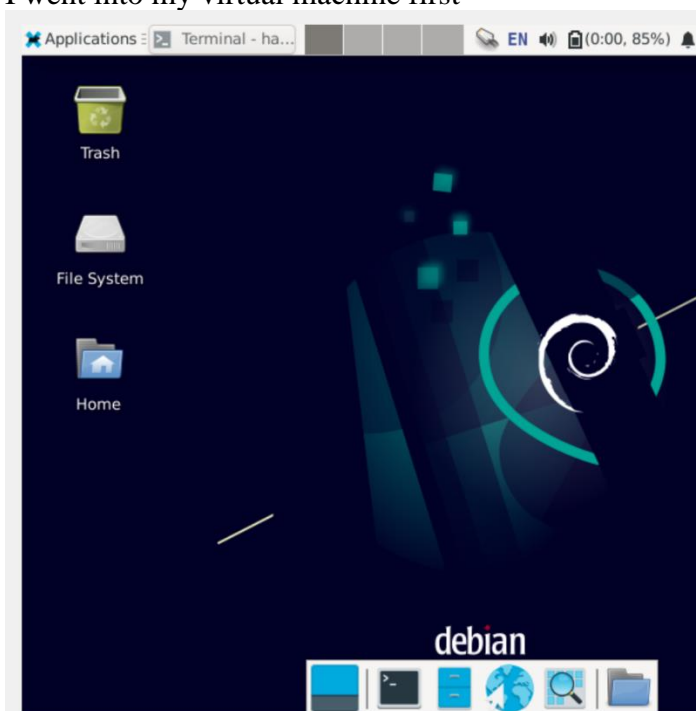 I went into my virtual machine first
Applications Terminal - ha... EN (0:00, 85%)
Trash
File System
Home
debian